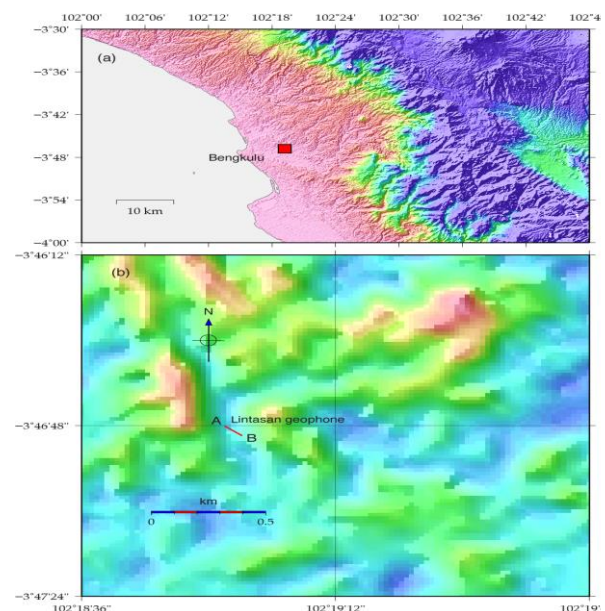 102°00' 102°06' 102°12' 102°18' 102°24' 102°30' 102°36' 102°42'
−3°30'
(a)
−3°36'
−3°42'
−3°48'
Bengkulu
−3°54'
10 km
−4°00'
−3°46'12"
(b)
N
A Lintasan geophone
−3°46'48"
B
km
0 0.5
−3°47'24"
102°18'36" 102°19'12"